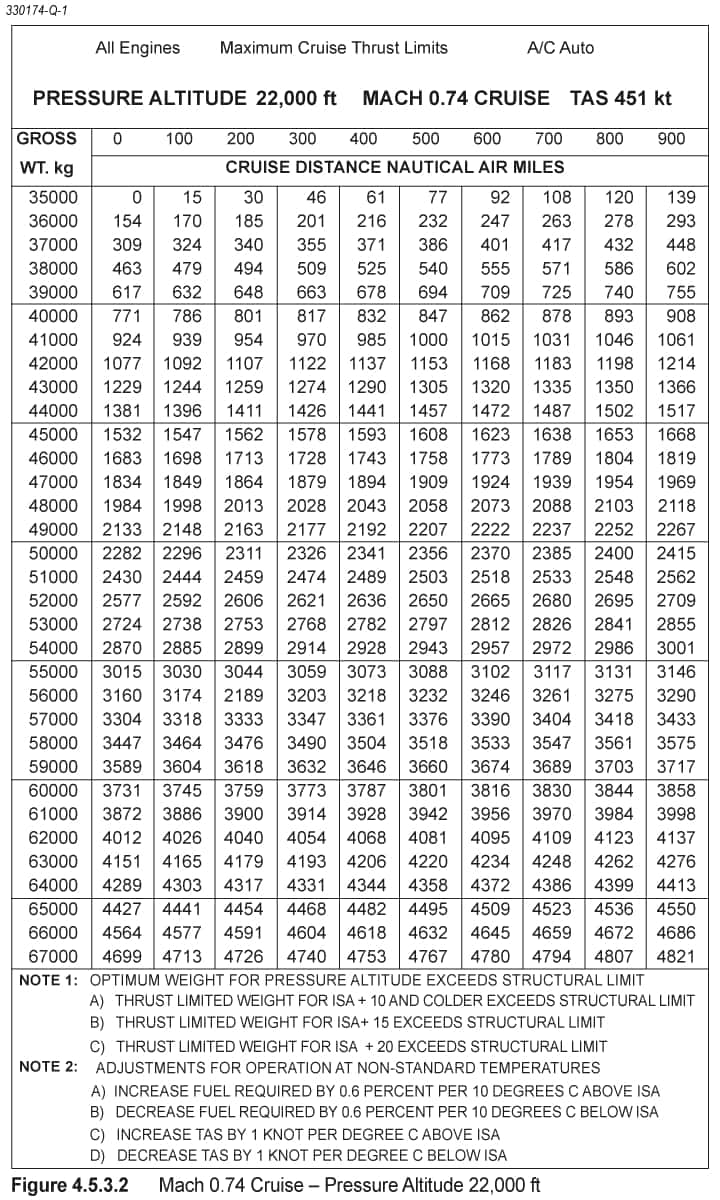 330174-Q-1
All Engines Maximum Cruise Thrust Limits A/C Auto
PRESSURE ALTITUDE 22,000 ft MACH 0.74 CRUISE TAS 451 kt
GROSS 0 100 200 300 400 500 600 700 800 900
WT. kg CRUISE DISTANCE NAUTICAL AIR MILES
35000 0 15 30 46 61 77 92 108 120 139
36000 154 170 185 201 216 232 247 263 278 293
37000 309 324 340 355 371 386 401 417 432 448
38000 463 479 494 509 525 540 555 571 586 602
39000 617 632 648 663 678 694 709 725 740 755
40000 771 786 801 817 832 847 862 878 893 908
41000 924 939 954 970 985 1000 1015 1031 1046 1061
42000 1077 1092 1107 1122 1137 1153 1168 1183 1198 1214
43000 1229 1244 1259 1274 1290 1305 1320 1335 1350 1366
44000 1381 1396 1411 1426 1441 1457 1472 1487 1502 1517
45000 1532 1547 1562 1578 1593 1608 1623 1638 1653 1668
46000 1683 1698 1713 1728 1743 1758 1773 1789 1804 1819
47000 1834 1849 1864 1879 1894 1909 1924 1939 1954 1969
48000 1984 1998 2013 2028 2043 2058 2073 2088 2103 2118
49000 2133 2148 2163 2177 2192 2207 2222 2237 2252 2267
50000 2282 2296 2311 2326 2341 2356 2370 2385 2400 2415
51000 2430 2444 2459 2474 2489 2503 2518 2533 2548 2562
52000 2577 2592 2606 2621 2636 2650 2665 2680 2695 2709
53000 2724 2738 2753 2768 2782 2797 2812 2826 2841 2855
54000 2870 2885 2899 2914 2928 2943 2957 2972 2986 3001
55000 3015 3030 3044 3059 3073 3088 3102 3117 3131 3146
56000 3160 3174 2189 3203 3218 3232 3246 3261 3275 3290
57000 3304 3318 3333 3347 3361 3376 3390 3404 3418 3433
58000 3447 3464 3476 3490 3504 3518 3533 3547 3561 3575
59000 3589 3604 3618 3632 3646 3660 3674 3689 3703 3717
60000 3731 3745 3759 3773 3787 3801 3816 3830 3844 3858
61000 3872 3886 3900 3914 3928 3942 3956 3970 3984 3998
62000 4012 4026 4040 4054 4068 4081 4095 4109 4123 4137
63000 4151 4165 4179 4193 4206 4220 4234 4248 4262 4276
64000 4289 4303 4317 4331 4344 4358 4372 4386 4399 4413
65000 4427 4441 4454 4468 4482 4495 4509 4523 4536 4550
66000 4564 4577 4591 4604 4618 4632 4645 4659 4672 4686
67000 4699 4713 4726 4740 4753 4767 4780 4794 4807 4821
NOTE 1: OPTIMUM WEIGHT FOR PRESSURE ALTITUDE EXCEEDS STRUCTURAL LIMIT
A) THRUST LIMITED WEIGHT FOR ISA + 10 AND COLDER EXCEEDS STRUCTURAL LIMIT
B) THRUST LIMITED WEIGHT FOR ISA+ 15 EXCEEDS STRUCTURAL LIMIT
C) THRUST LIMITED WEIGHT FOR ISA + 20 EXCEEDS STRUCTURAL LIMIT
NOTE 2: ADJUSTMENTS FOR OPERATION AT NON-STANDARD TEMPERATURES
A) INCREASE FUEL REQUIRED BY 0.6 PERCENT PER 10 DEGREES C ABOVE ISA
B) DECREASE FUEL REQUIRED BY 0.6 PERCENT PER 10 DEGREES C BELOW ISA
C) INCREASE TAS BY 1 KNOT PER DEGREE C ABOVE ISA
D) DECREASE TAS BY 1 KNOT PER DEGREE C BELOW ISA
Figure 4.5.3.2 Mach 0.74 Cruise – Pressure Altitude 22,000 ft